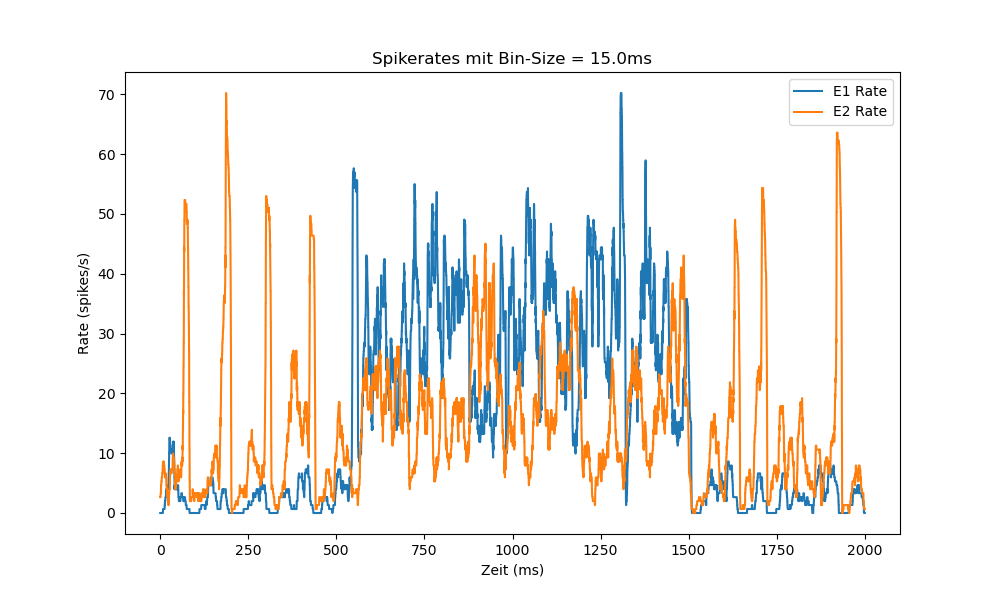 Spikerates mit Bin-Size = 15.0ms
E1 Rate
E2 Rate
70
60
50
40
30
20
10
0
Rate (spikes/s)
0 250 500 750 1000 1250 1500 1750 2000
Zeit (ms)